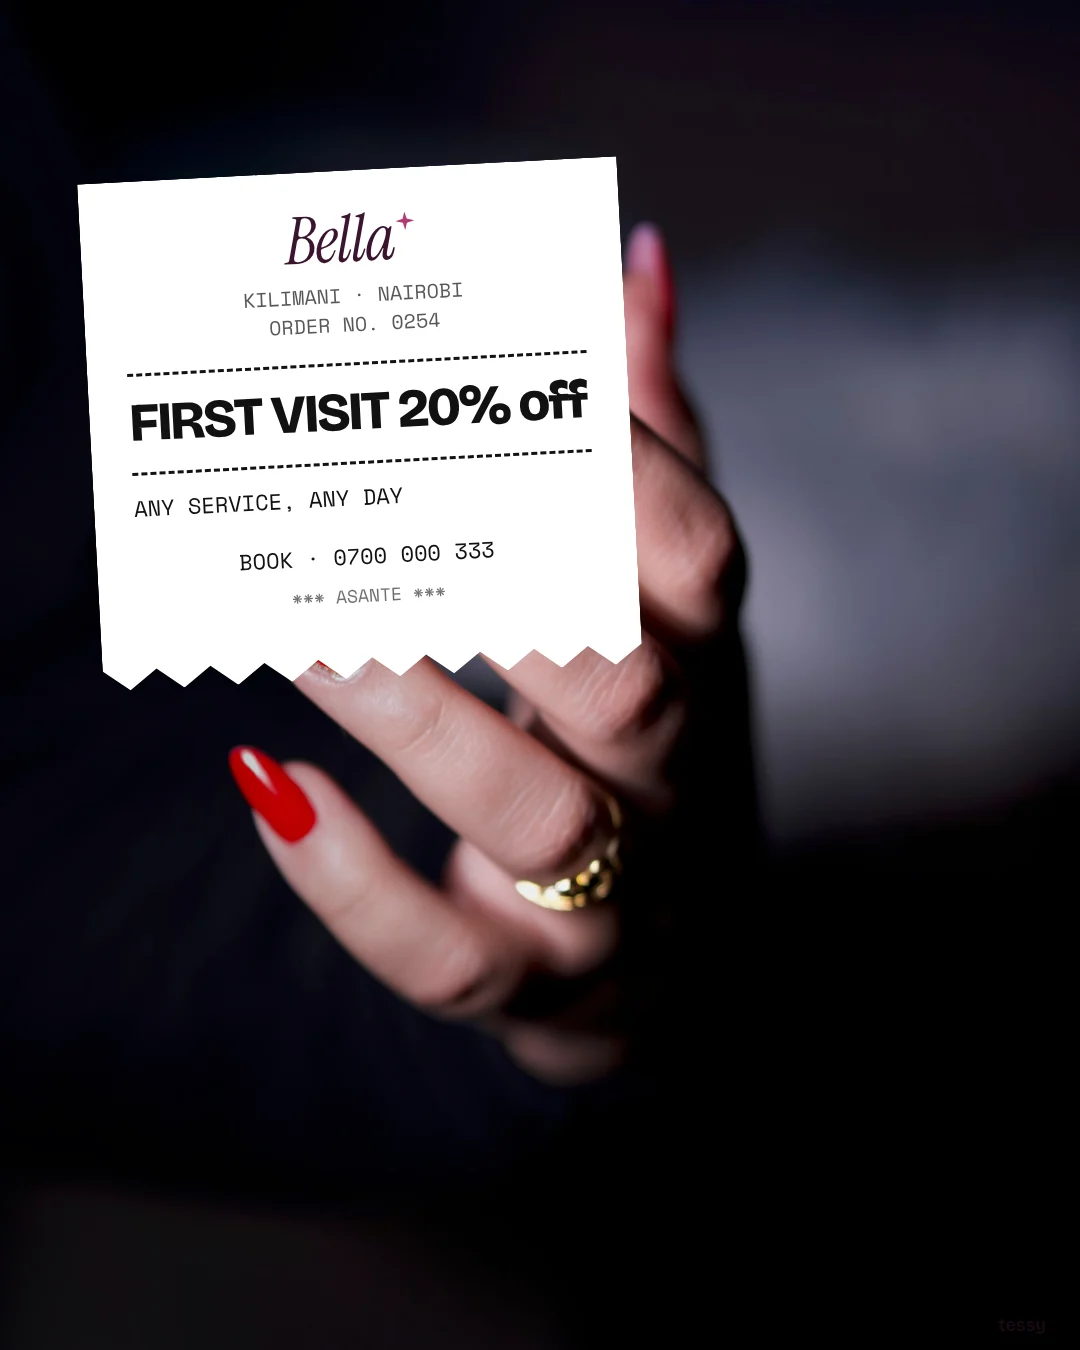 Bella
KILIMANI · NAIROBI
ORDER NO. 0254
FIRST VISIT 20% off
ANY SERVICE, ANY DAY
BOOK · 0700 000 333
*** ASANTE ***
tessy